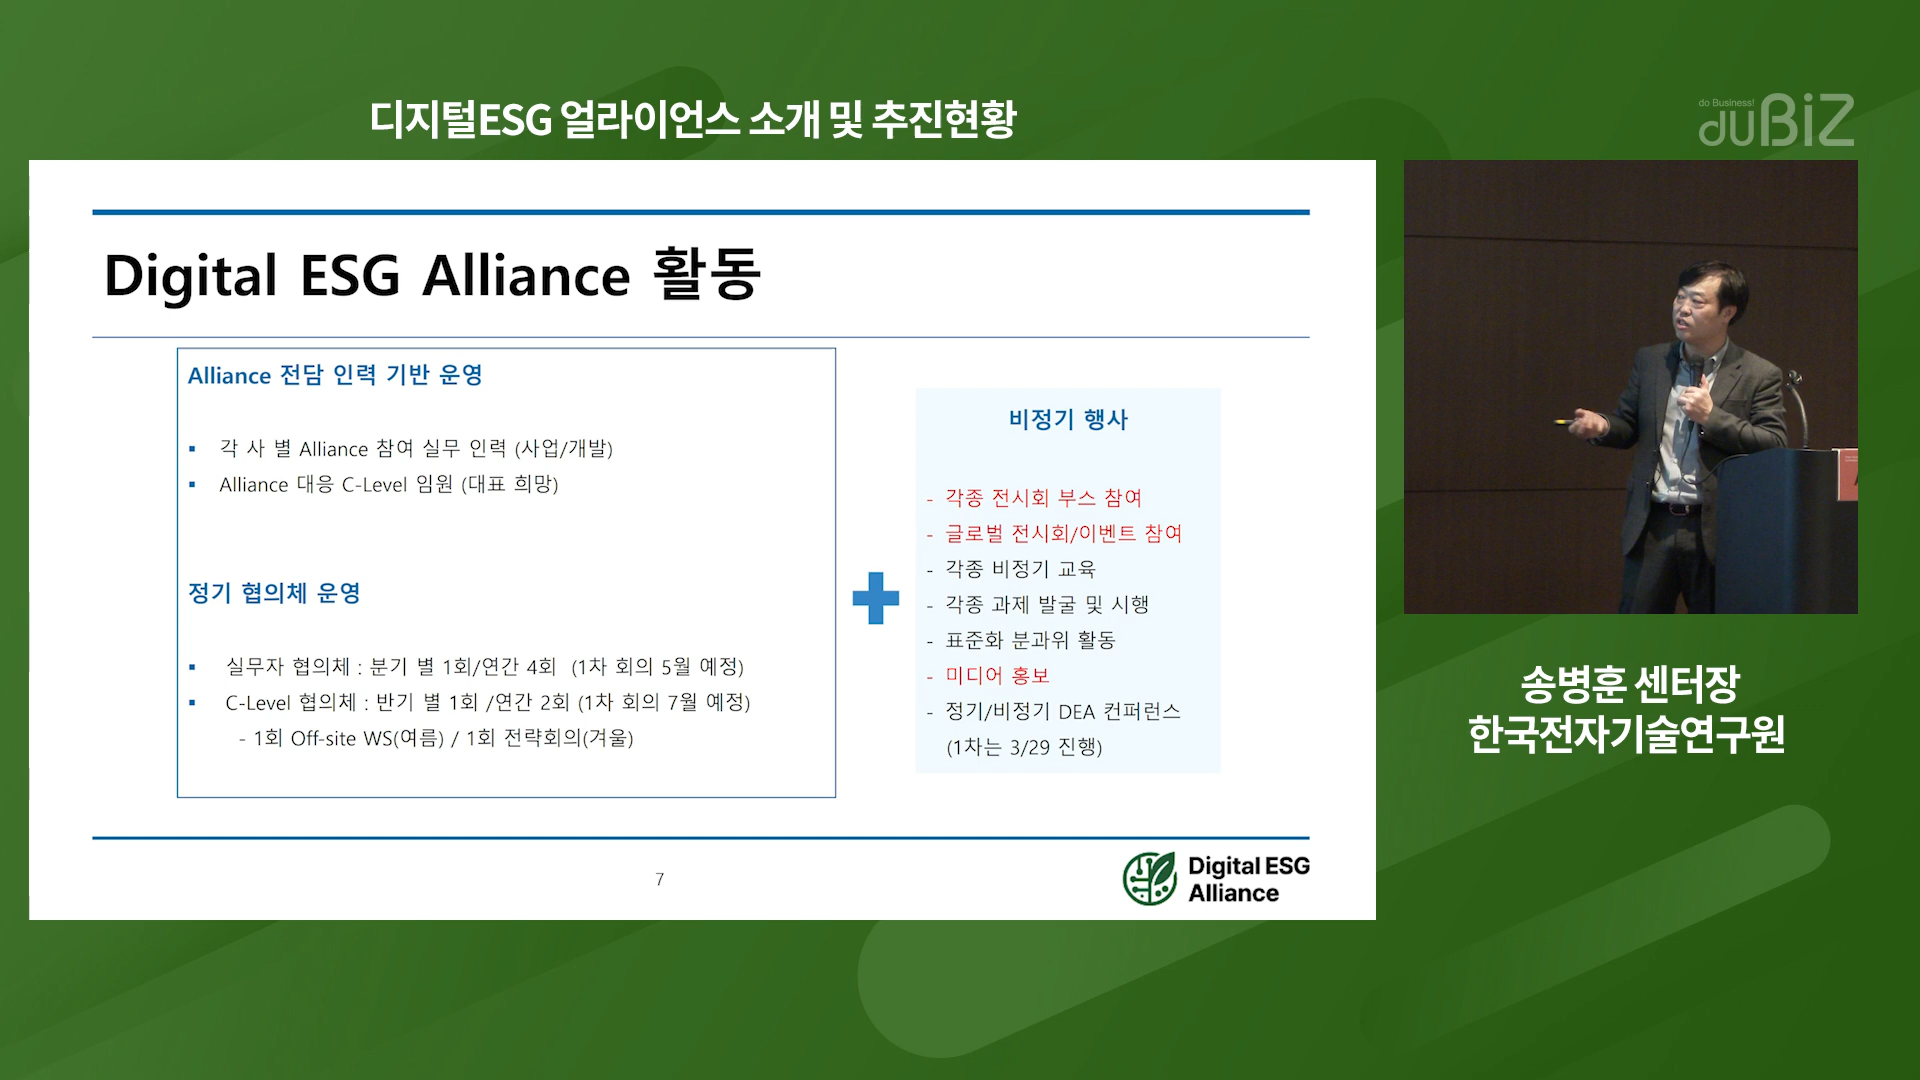 디지털ESG 얼라이언스 소개 및 추진현황
do Business!
duBiZ
Digital ESG Alliance 활동
Alliance 전담 인력 기반 운영
▪ 각 사 별 Alliance 참여 실무 인력 (사업/개발)
▪ Alliance 대응 C-Level 임원 (대표 희망)
정기 협의체 운영
▪ 실무자 협의체 : 분기 별 1회/연간 4회 (1차 회의 5월 예정)
▪ C-Level 협의체 : 반기 별 1회 /연간 2회 (1차 회의 7월 예정)
- 1회 Off-site WS(여름) / 1회 전략회의(겨울)
비정기 행사
- 각종 전시회 부스 참여
- 글로벌 전시회/이벤트 참여
- 각종 비정기 교육
- 각종 과제 발굴 및 시행
- 표준화 분과위 활동
- 미디어 홍보
- 정기/비정기 DEA 컨퍼런스
(1차는 3/29 진행)
7
Digital ESG
Alliance
송병훈 센터장
한국전자기술연구원